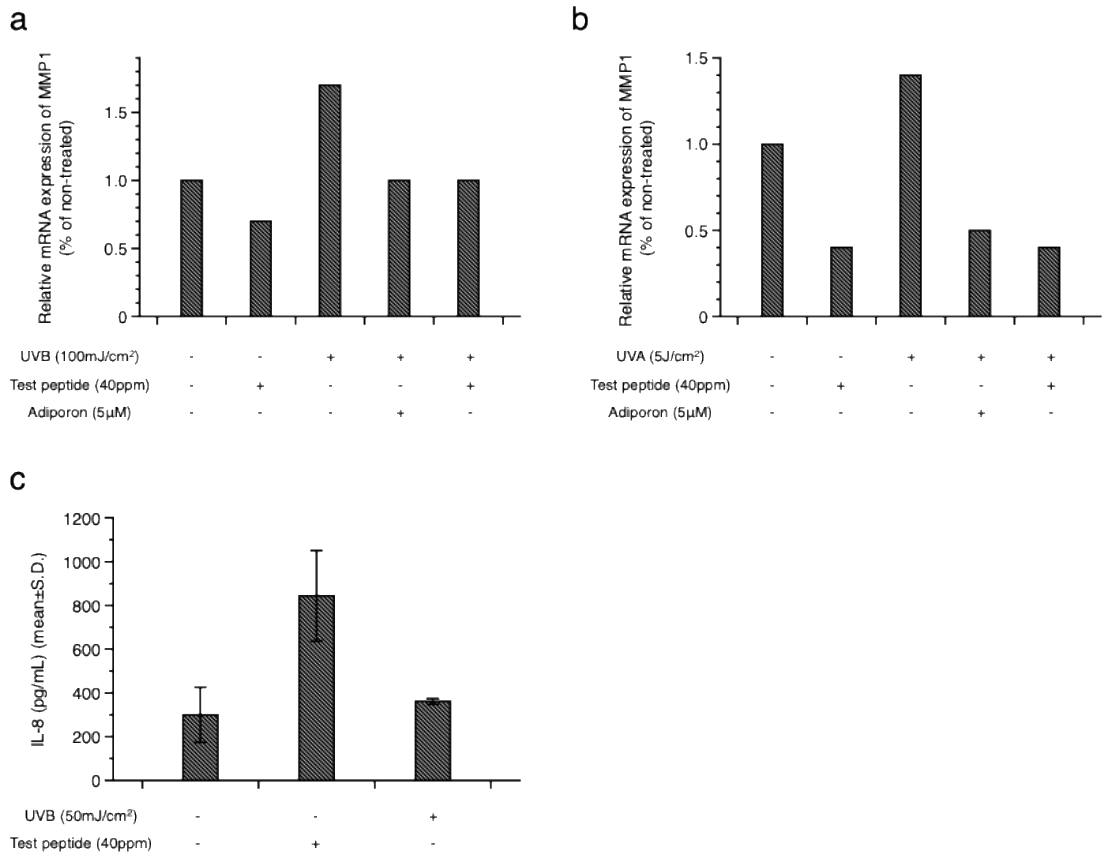 a
Relative mRNA expression of MMP1
(% of non-treated)
1.5
1.0
0.5
0
UVB (100mJ/cm²) - - + + +
Test peptide (40ppm) - + - - +
Adiporon (5μM) - - - + -
b
Relative mRNA expression of MMP1
(% of non-treated)
1.5
1.0
0.5
0
UVA (5J/cm²) - - + + +
Test peptide (40ppm) - + - - +
Adiporon (5μM) - - - + -
c
IL-8 (pg/mL) (mean±S.D.)
1200
1000
800
600
400
200
0
UVB (50mJ/cm²) - - +
Test peptide (40ppm) - + -